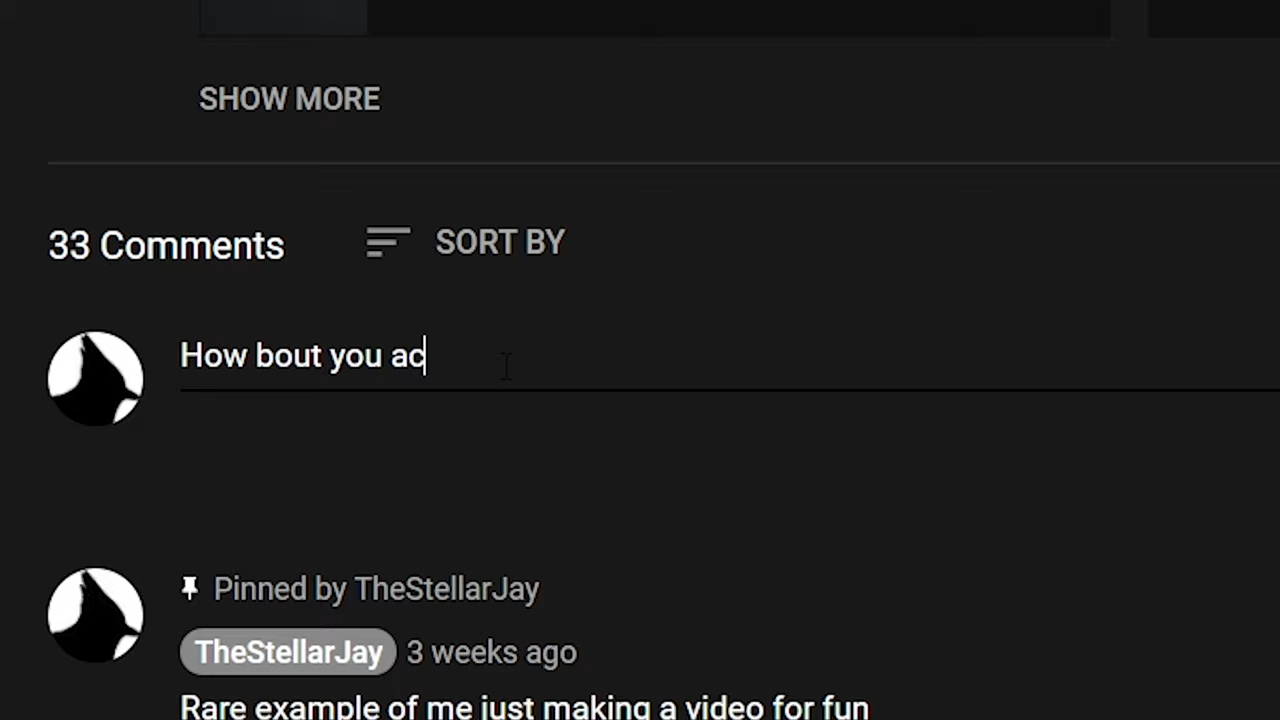 SHOW MORE
33 Comments SORT BY
How bout you ac
Pinned by TheStellarJay
TheStellarJay 3 weeks ago
Rare example of me just making a video for fun